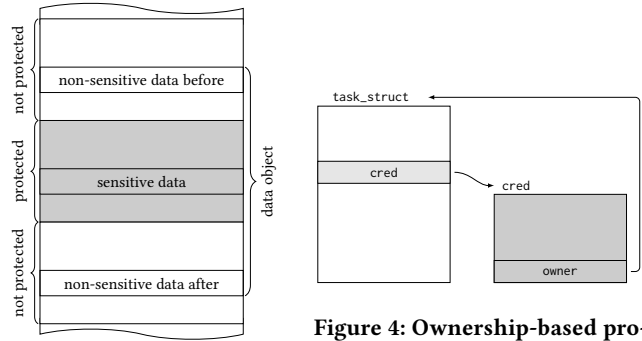 not protected
non-sensitive data before
protected
sensitive data
data object
not protected
non-sensitive data after
task_struct
cred
cred
owner
Figure 4: Ownership-based pro-